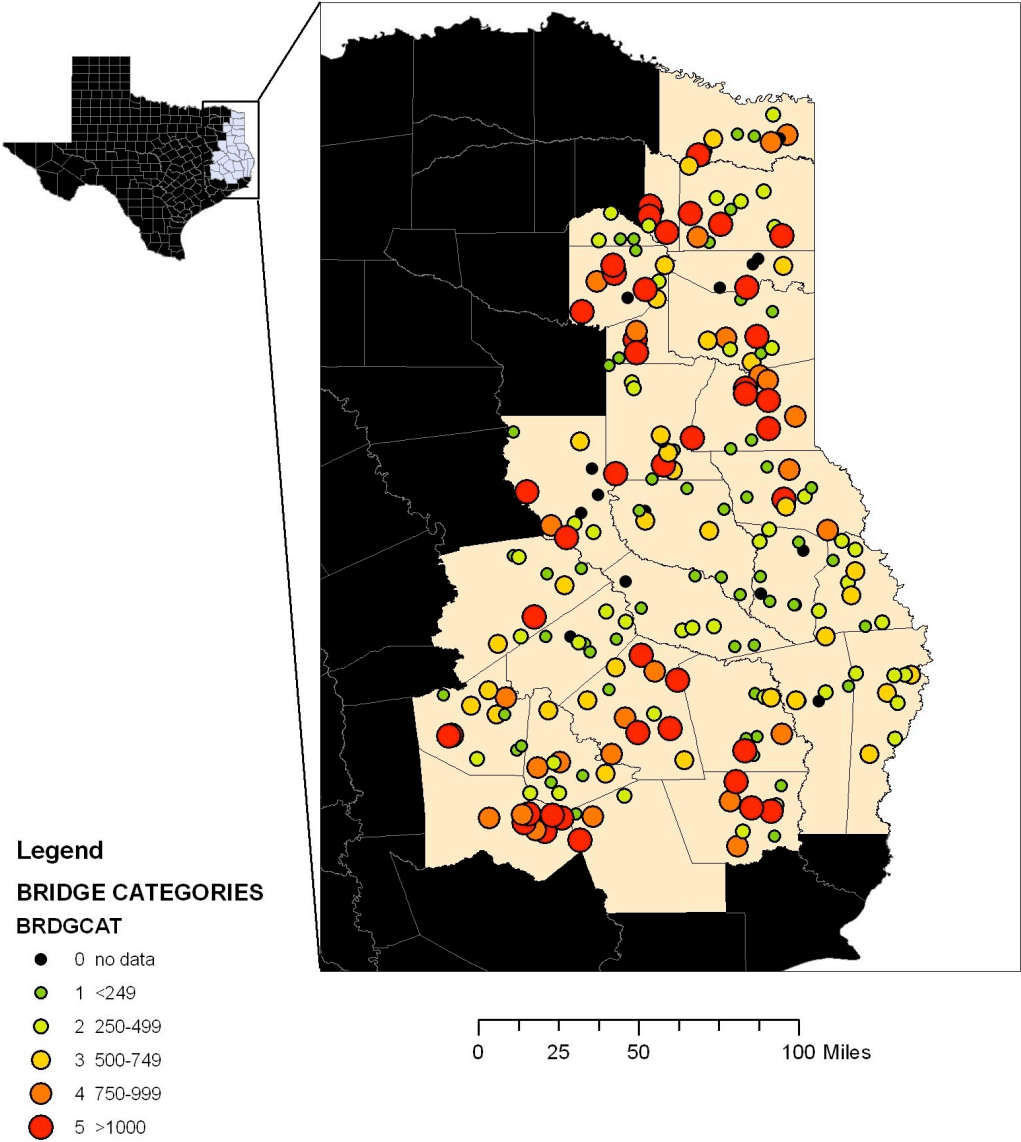 Legend
BRIDGE CATEGORIES
BRDGCAT
0 no data
1 <249
2 250-499
3 500-749
4 750-999
5 >1000
0 25 50 100 Miles